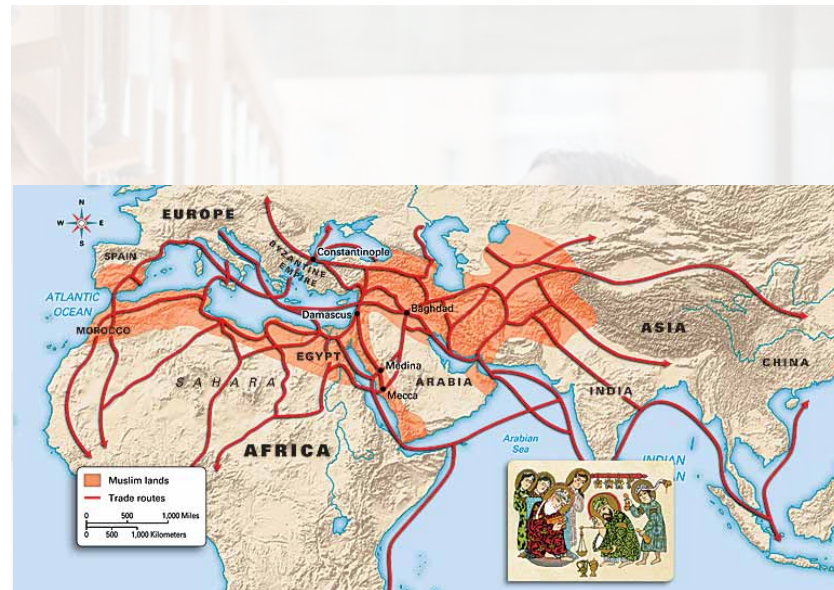 N
W E
S
EUROPE
SPAIN
BYZANTINE
EMPIRE
Constantinople
ATLANTIC
OCEAN
MOROCCO
Damascus
Baghdad
ASIA
CHINA
EGYPT
SAHARA
Medina
ARABIA
Mecca
INDIA
AFRICA
Arabian
Sea
INDIAN
Muslim lands
Trade routes
0 500 1,000 Miles
0 500 1,000 Kilometers